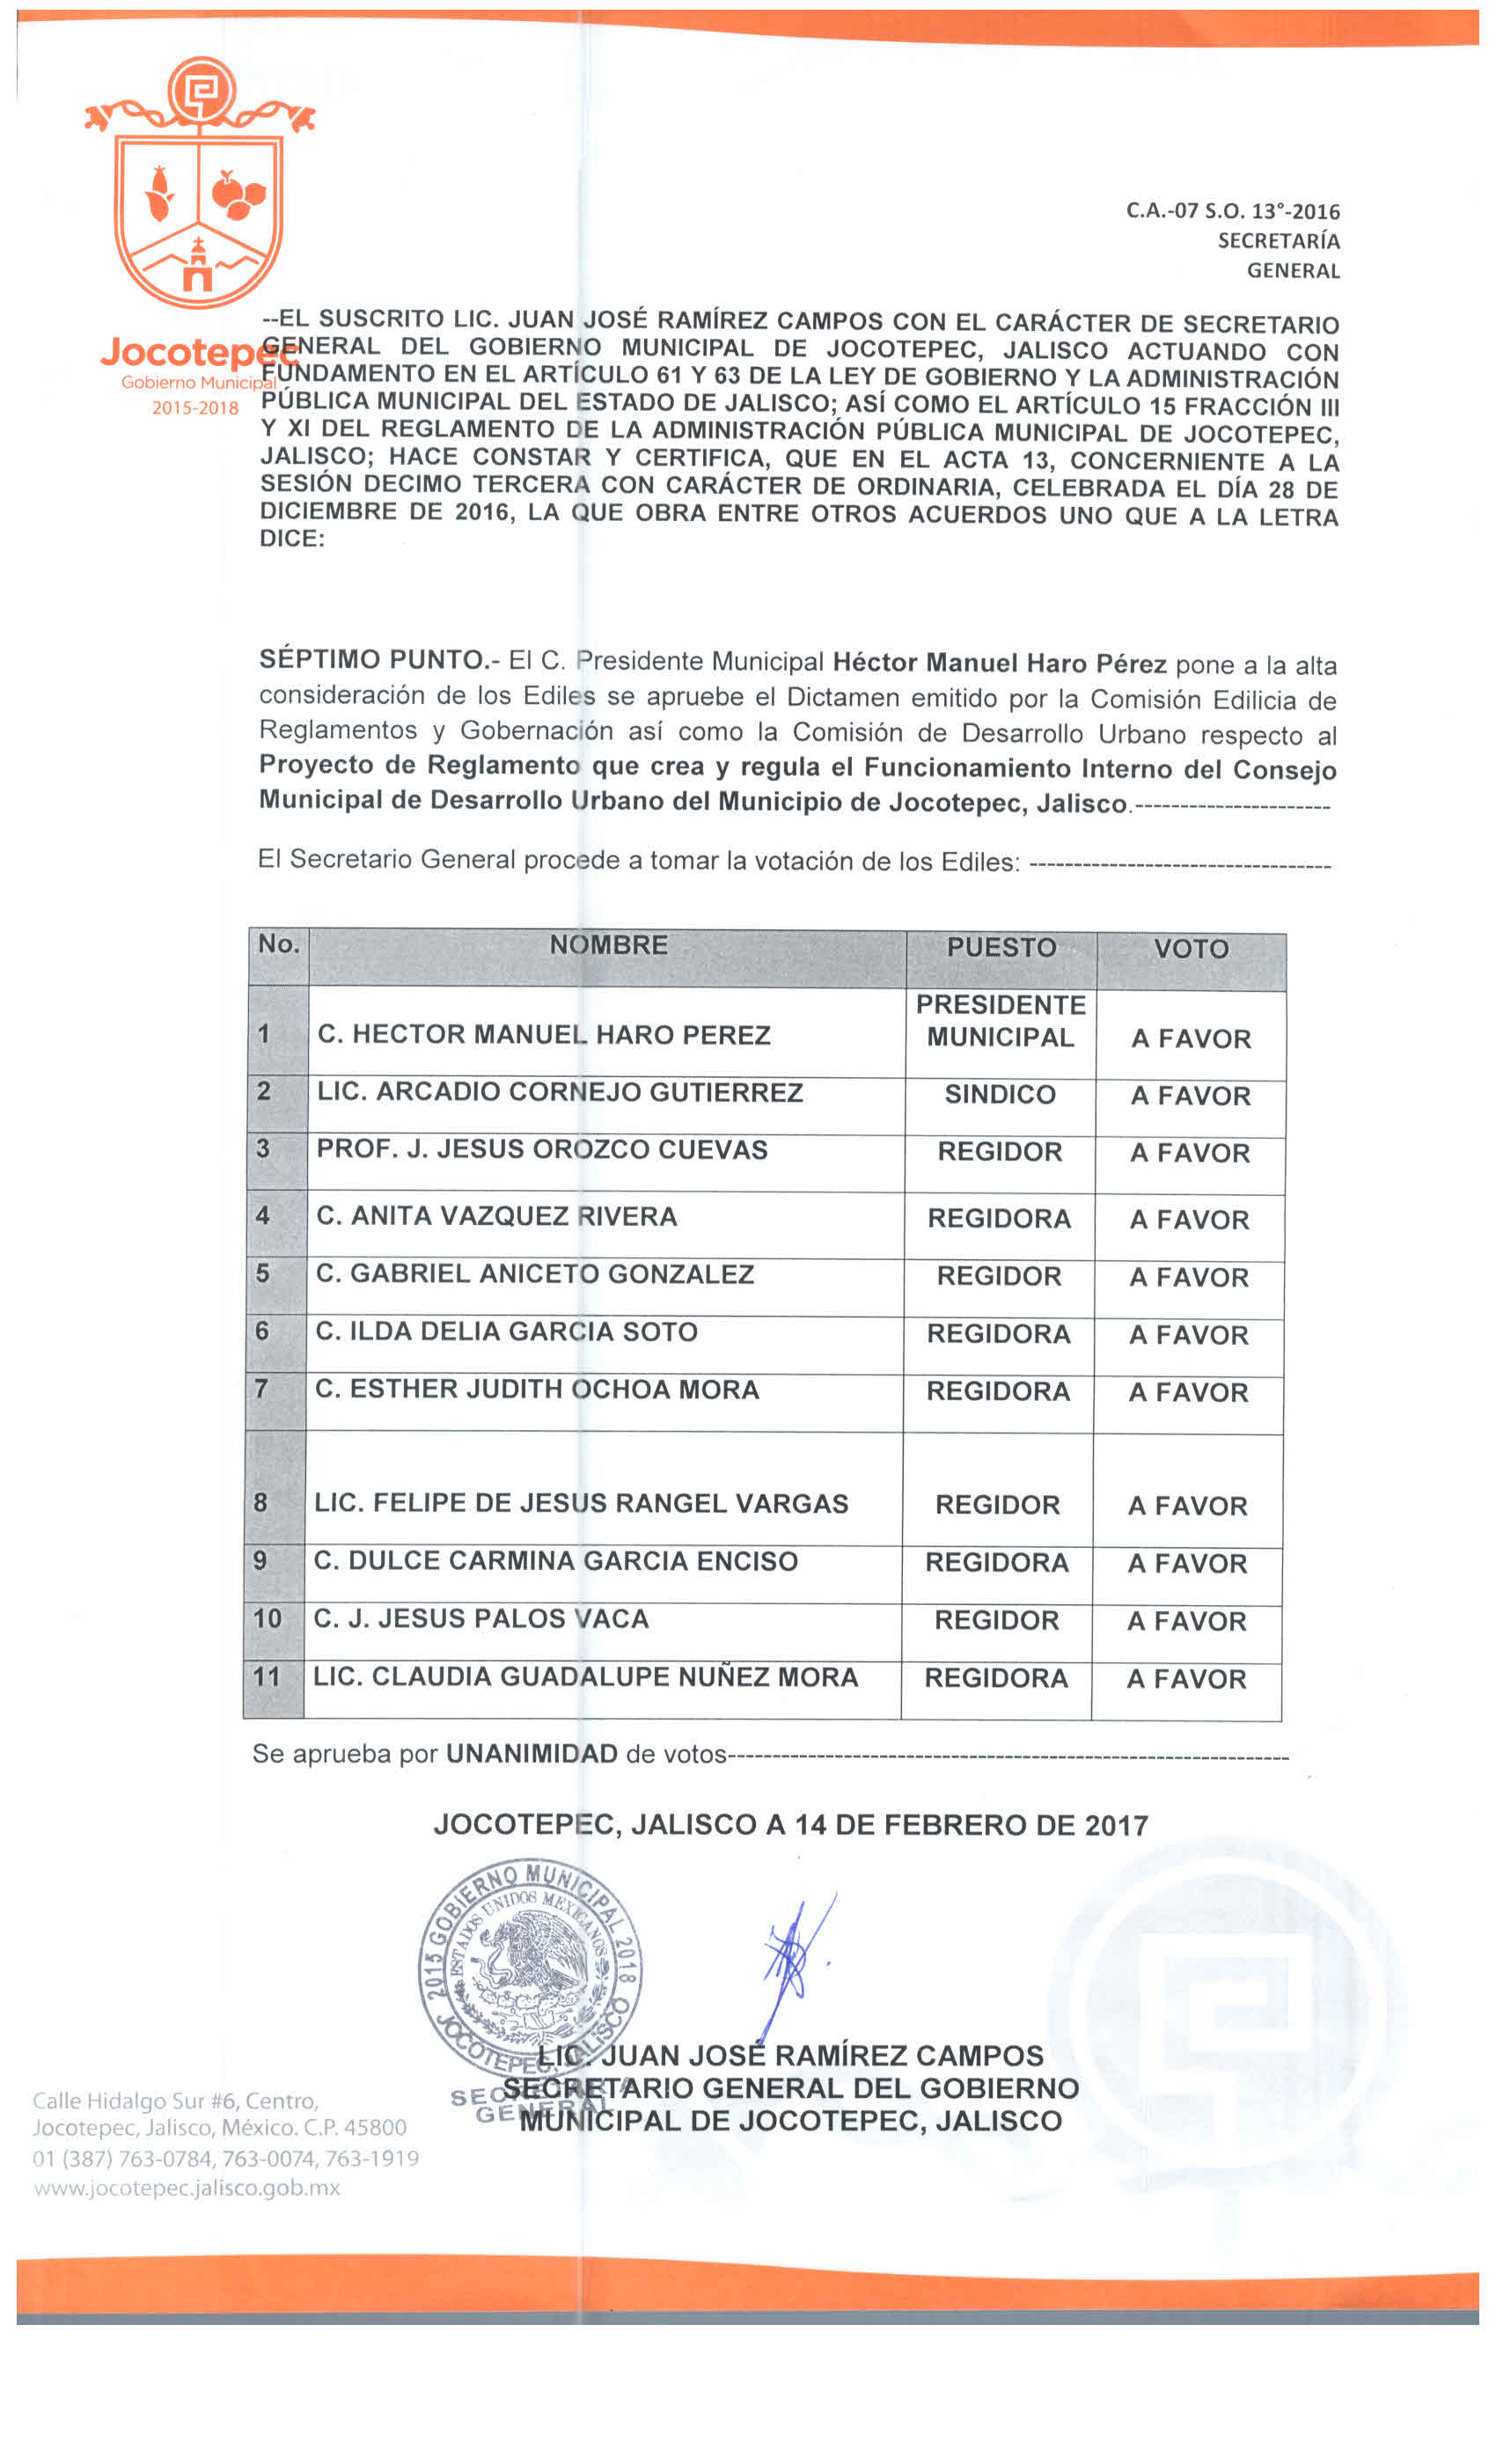 C.A.-07 S.O. 13°-2016
SECRETARÍA
GENERAL
Jocotepec
Gobierno Municipal
2015-2018
--EL SUSCRITO LIC. JUAN JOSÉ RAMÍREZ CAMPOS CON EL CARÁCTER DE SECRETARIO
GENERAL DEL GOBIERNO MUNICIPAL DE JOCOTEPEC, JALISCO ACTUANDO CON
FUNDAMENTO EN EL ARTÍCULO 61 Y 63 DE LA LEY DE GOBIERNO Y LA ADMINISTRACIÓN
PÚBLICA MUNICIPAL DEL ESTADO DE JALISCO; ASÍ COMO EL ARTÍCULO 15 FRACCIÓN III
Y XI DEL REGLAMENTO DE LA ADMINISTRACIÓN PÚBLICA MUNICIPAL DE JOCOTEPEC,
JALISCO; HACE CONSTAR Y CERTIFICA, QUE EN EL ACTA 13, CONCERNIENTE A LA
SESIÓN DECIMO TERCERA CON CARÁCTER DE ORDINARIA, CELEBRADA EL DÍA 28 DE
DICIEMBRE DE 2016, LA QUE OBRA ENTRE OTROS ACUERDOS UNO QUE A LA LETRA
DICE:
SÉPTIMO PUNTO.- El C. Presidente Municipal Héctor Manuel Haro Pérez pone a la alta
consideración de los Ediles se apruebe el Dictamen emitido por la Comisión Edilicia de
Reglamentos y Gobernación así como la Comisión de Desarrollo Urbano respecto al
Proyecto de Reglamento que crea y regula el Funcionamiento Interno del Consejo
Municipal de Desarrollo Urbano del Municipio de Jocotepec, Jalisco.----------------------
El Secretario General procede a tomar la votación de los Ediles: ----------------------------------
No. NOMBRE PUESTO VOTO
1 C. HECTOR MANUEL HARO PEREZ PRESIDENTE MUNICIPAL A FAVOR
2 LIC. ARCADIO CORNEJO GUTIERREZ SINDICO A FAVOR
3 PROF. J. JESUS OROZCO CUEVAS REGIDOR A FAVOR
4 C. ANITA VAZQUEZ RIVERA REGIDORA A FAVOR
5 C. GABRIEL ANICETO GONZALEZ REGIDOR A FAVOR
6 C. ILDA DELIA GARCIA SOTO REGIDORA A FAVOR
7 C. ESTHER JUDITH OCHOA MORA REGIDORA A FAVOR
8 LIC. FELIPE DE JESUS RANGEL VARGAS REGIDOR A FAVOR
9 C. DULCE CARMINA GARCIA ENCISO REGIDORA A FAVOR
10 C. J. JESUS PALOS VACA REGIDOR A FAVOR
11 LIC. CLAUDIA GUADALUPE NUÑEZ MORA REGIDORA A FAVOR
Se aprueba por UNANIMIDAD de votos---------------------------------------------------------------
JOCOTEPEC, JALISCO A 14 DE FEBRERO DE 2017
2015 GOBIERNO MUNICIPAL 2018
ESTADOS UNIDOS MEXICANOS
JOCOTEPEC, JALISCO
SECRETARIA
GENERAL
LIC. JUAN JOSÉ RAMÍREZ CAMPOS
SECRETARIO GENERAL DEL GOBIERNO
MUNICIPAL DE JOCOTEPEC, JALISCO
Calle Hidalgo Sur #6, Centro,
Jocotepec, Jalisco, México. C.P. 45800
01 (387) 763-0784, 763-0074, 763-1919
www.jocotepec.jalisco.gob.mx